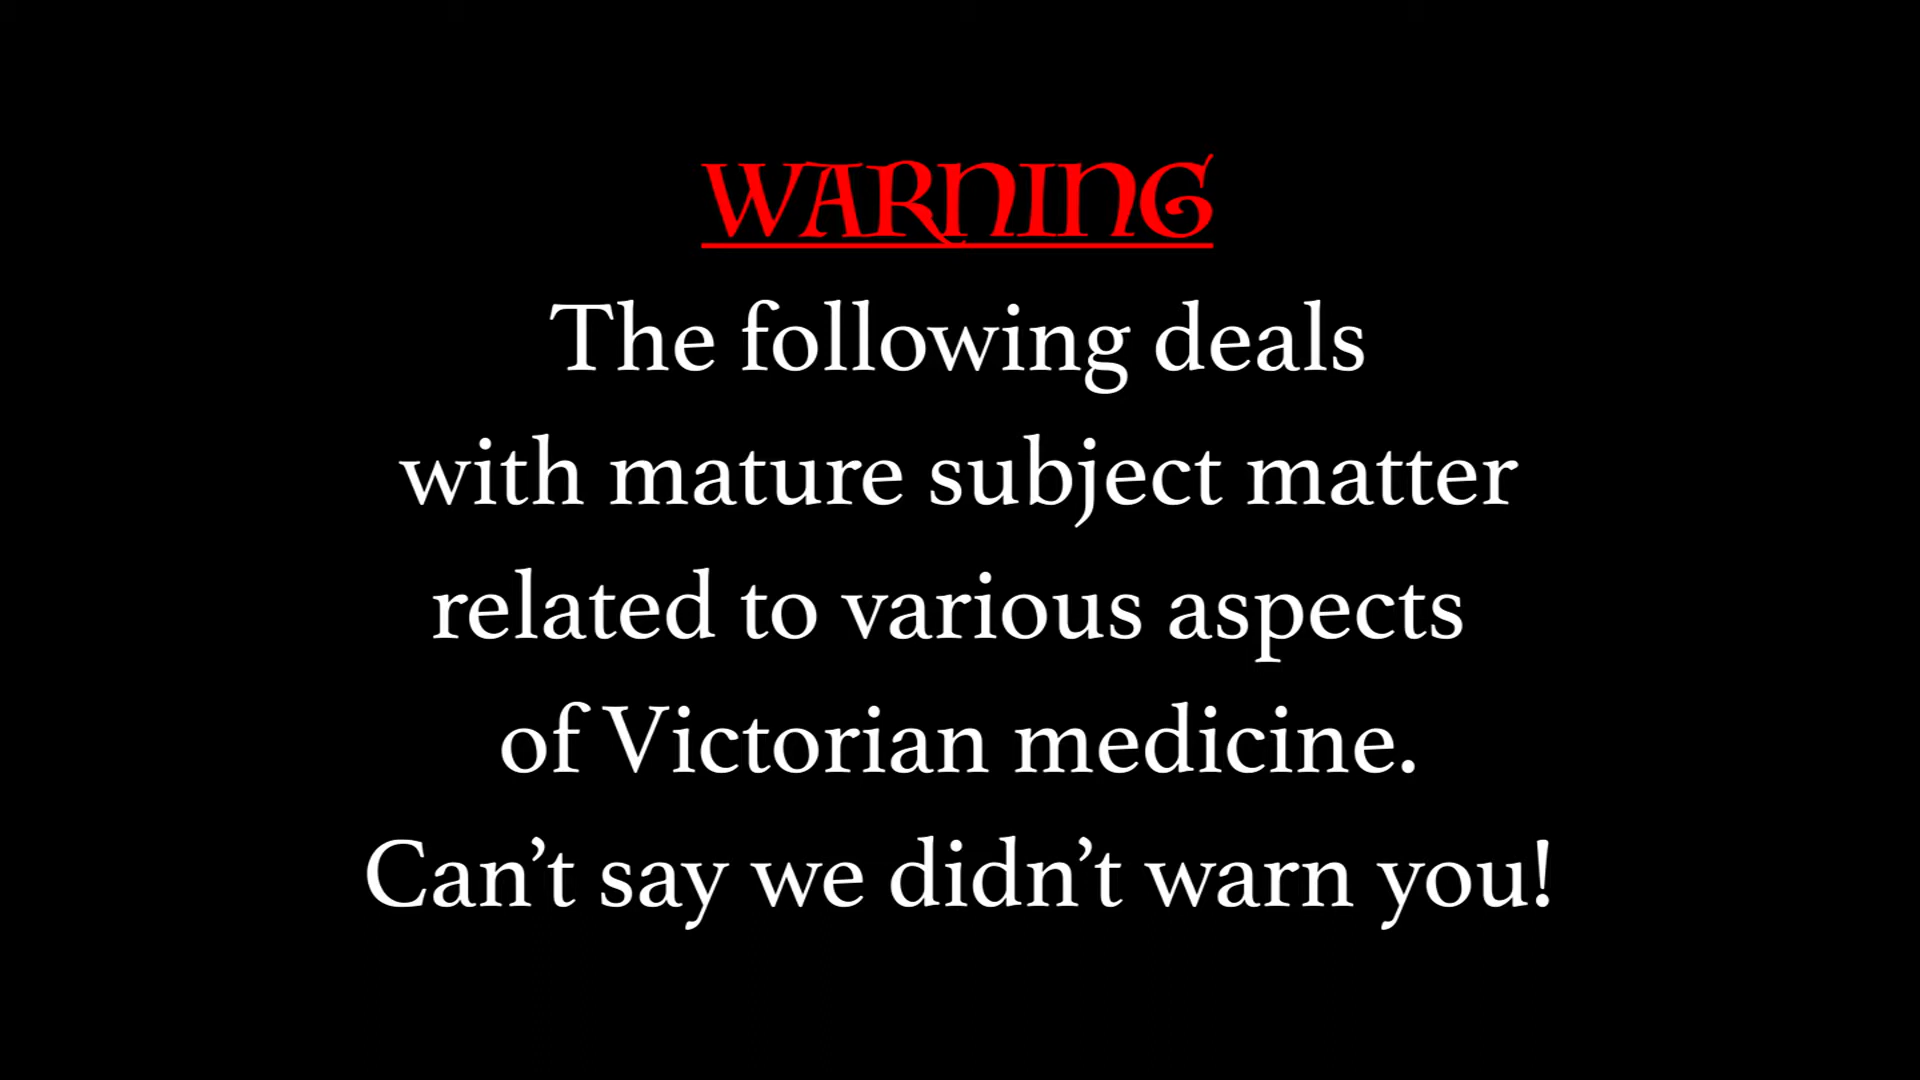 WARNING
The following deals
with mature subject matter
related to various aspects
of Victorian medicine.
Can’t say we didn’t warn you!